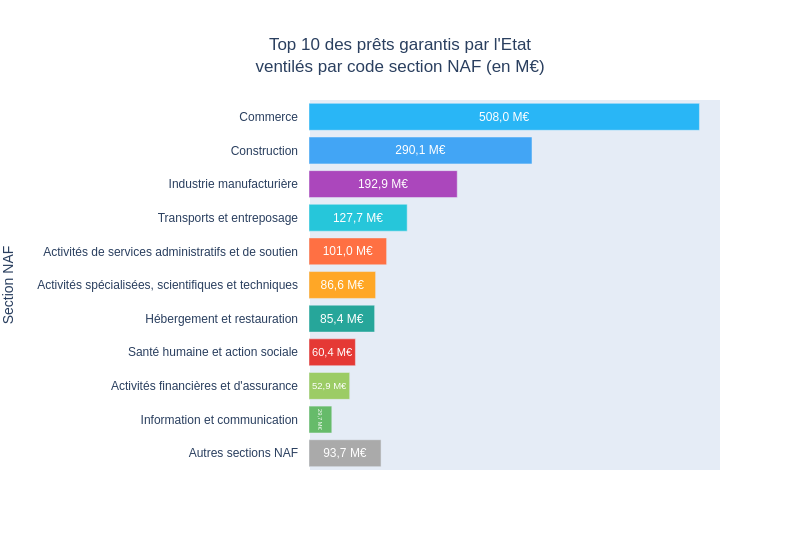 Top 10 des prêts garantis par l'Etat
ventilés par code section NAF (en M€)
Section NAF
Commerce 508,0 M€
Construction 290,1 M€
Industrie manufacturière 192,9 M€
Transports et entreposage 127,7 M€
Activités de services administratifs et de soutien 101,0 M€
Activités spécialisées, scientifiques et techniques 86,6 M€
Hébergement et restauration 85,4 M€
Santé humaine et action sociale 60,4 M€
Activités financières et d'assurance 52,9 M€
Information et communication M€
Autres sections NAF 93,7 M€